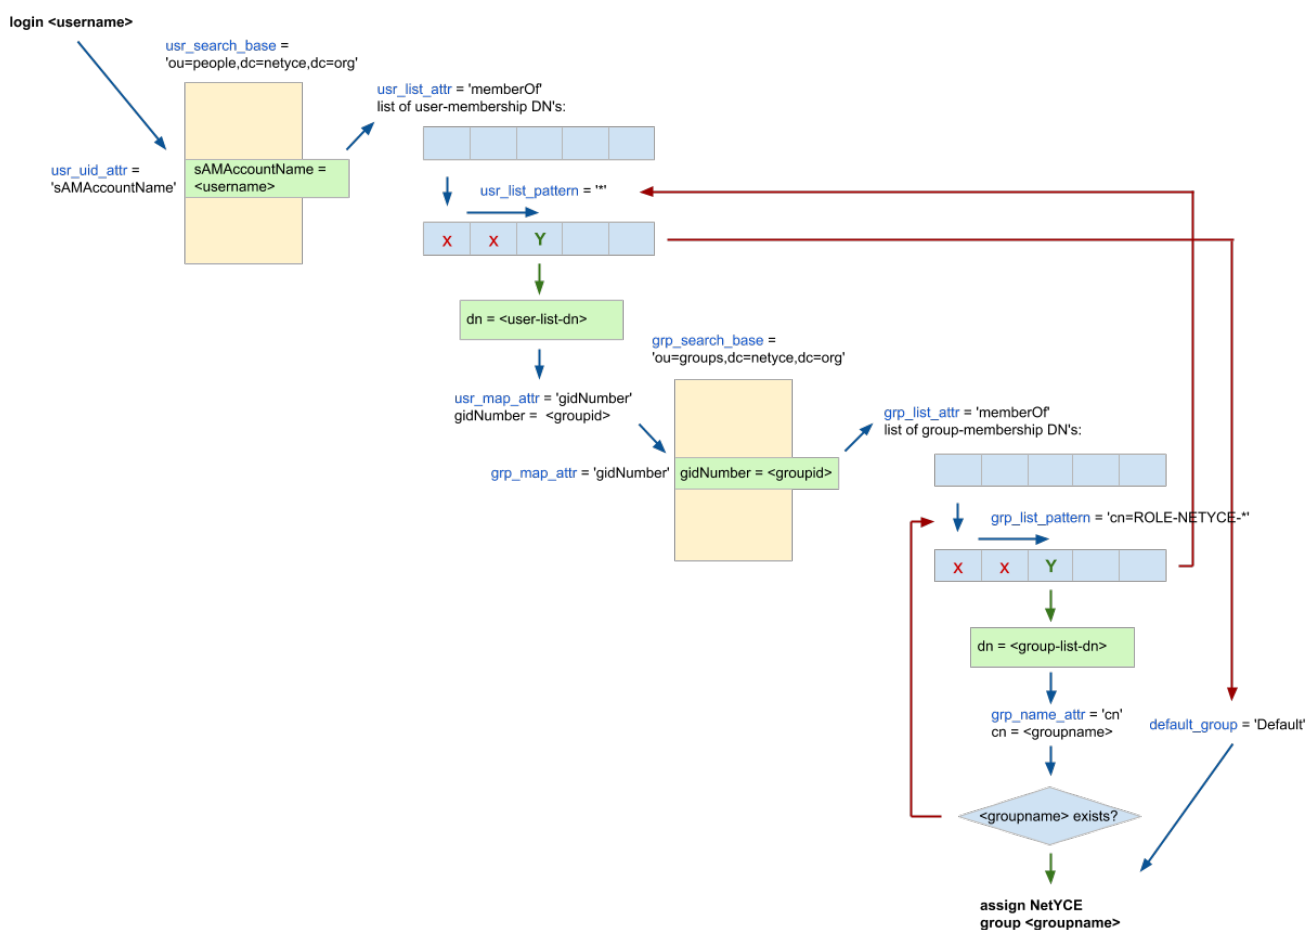 login <username>
usr_search_base =
'ou=people,dc=netyce,dc=org'
usr_list_attr = 'memberOf'
list of user-membership DN's:
usr_uid_attr =
'sAMAccountName'
sAMAccountName =
<username>
usr_list_pattern = '*'
X X Y
dn = <user-list-dn>
grp_search_base =
'ou=groups,dc=netyce,dc=org'
usr_map_attr = 'gidNumber'
gidNumber = <groupid>
grp_list_attr = 'memberOf'
list of group-membership DN's:
grp_map_attr = 'gidNumber'
gidNumber = <groupid>
grp_list_pattern = 'cn=ROLE-NETYCE-*'
X X Y
dn = <group-list-dn>
grp_name_attr = 'cn'
cn = <groupname>
default_group = 'Default'
<groupname> exists?
assign NetYCE
group <groupname>